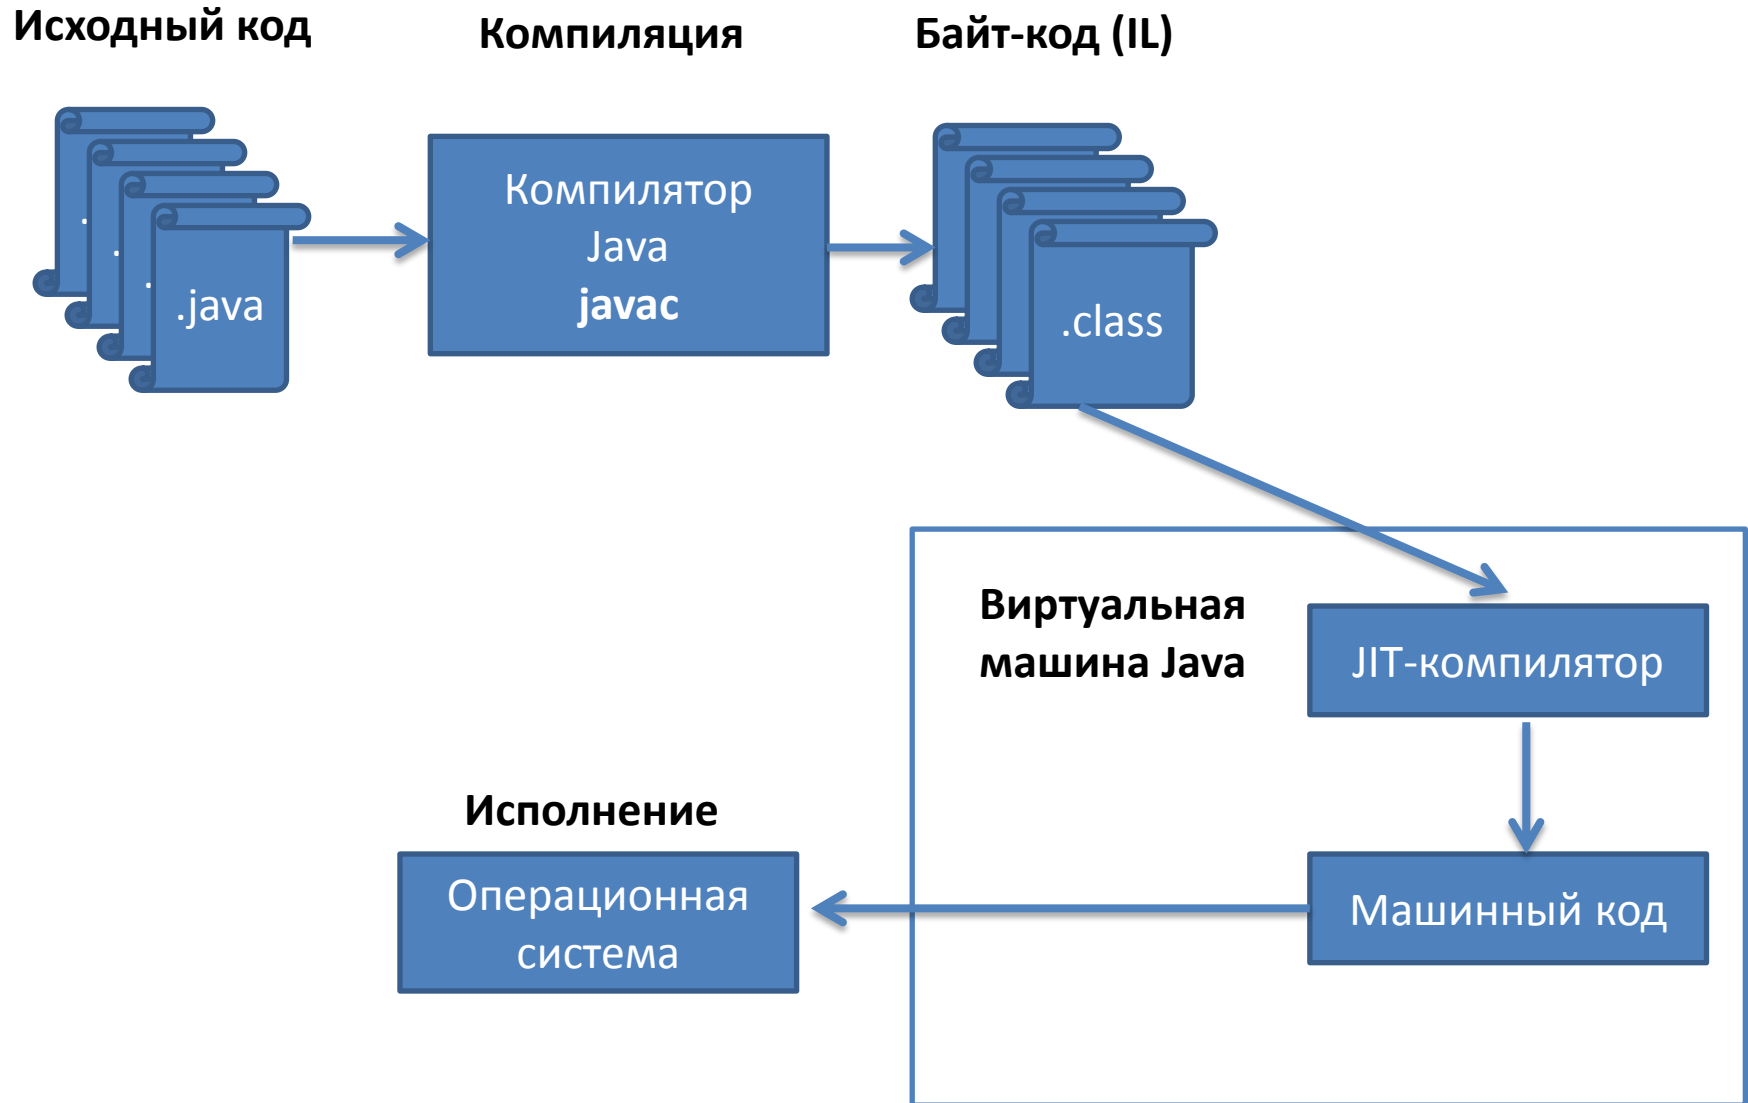 Исходный код
Компиляция
Байт-код (IL)
.java
Компилятор
Java
javac
.class
Виртуальная
машина Java
JIT-компилятор
Исполнение
Операционная
система
Машинный код